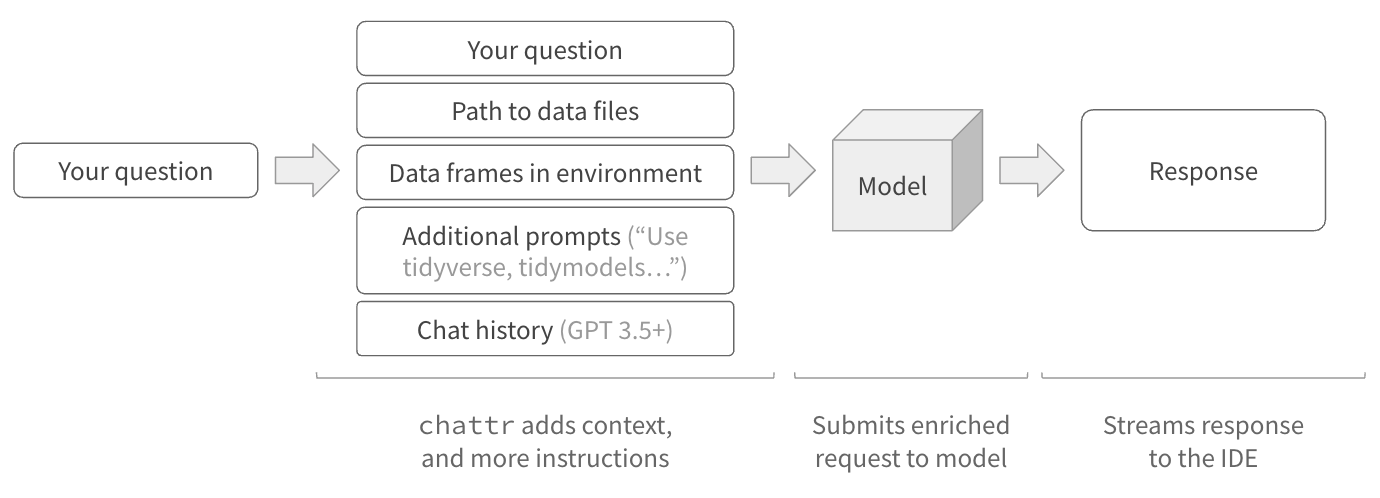 Your question
Your question
Path to data files
Data frames in environment
Additional prompts (“Use
tidyverse, tidymodels…”)
Chat history (GPT 3.5+)
Model
Response
chattr adds context,
and more instructions
Submits enriched
request to model
Streams response
to the IDE